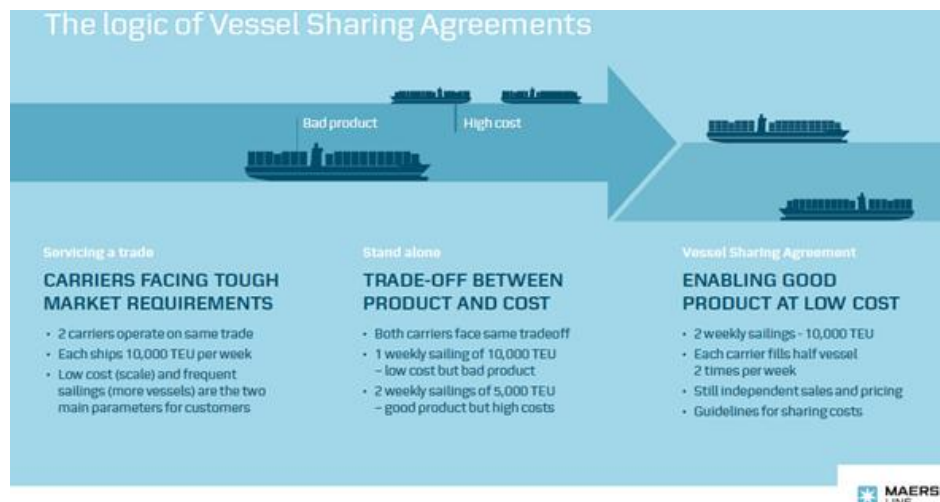 The logic of Vessel Sharing Agreements
Bad product
High cost
Servicing a trade
CARRIERS FACING TOUGH
MARKET REQUIREMENTS
• 2 carriers operate on same trade
• Each ships 10,000 TEU per week
• Low cost (scale) and frequent
sailings (more vessels) are the two
main parameters for customers
Stand alone
TRADE-OFF BETWEEN
PRODUCT AND COST
• Both carriers face same tradeoff
• 1 weekly sailing of 10,000 TEU
– low cost but bad product
• 2 weekly sailings of 5,000 TEU
– good product but high costs
Vessel Sharing Agreement
ENABLING GOOD
PRODUCT AT LOW COST
• 2 weekly sailings - 10,000 TEU
• Each carrier fills half vessel
2 times per week
• Still independent sales and pricing
• Guidelines for sharing costs
MAERS
LINE